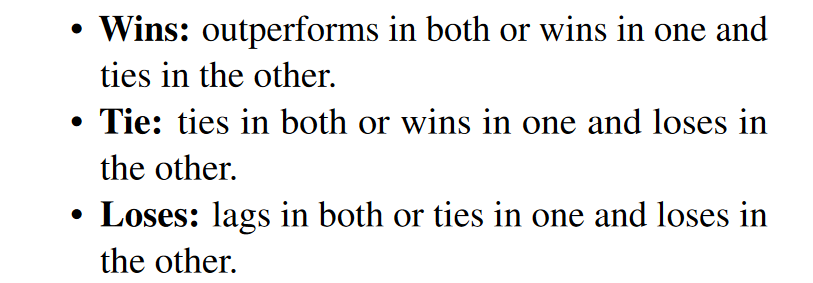 • Wins: outperforms in both or wins in one and
ties in the other.
• Tie: ties in both or wins in one and loses in
the other.
• Loses: lags in both or ties in one and loses in
the other.